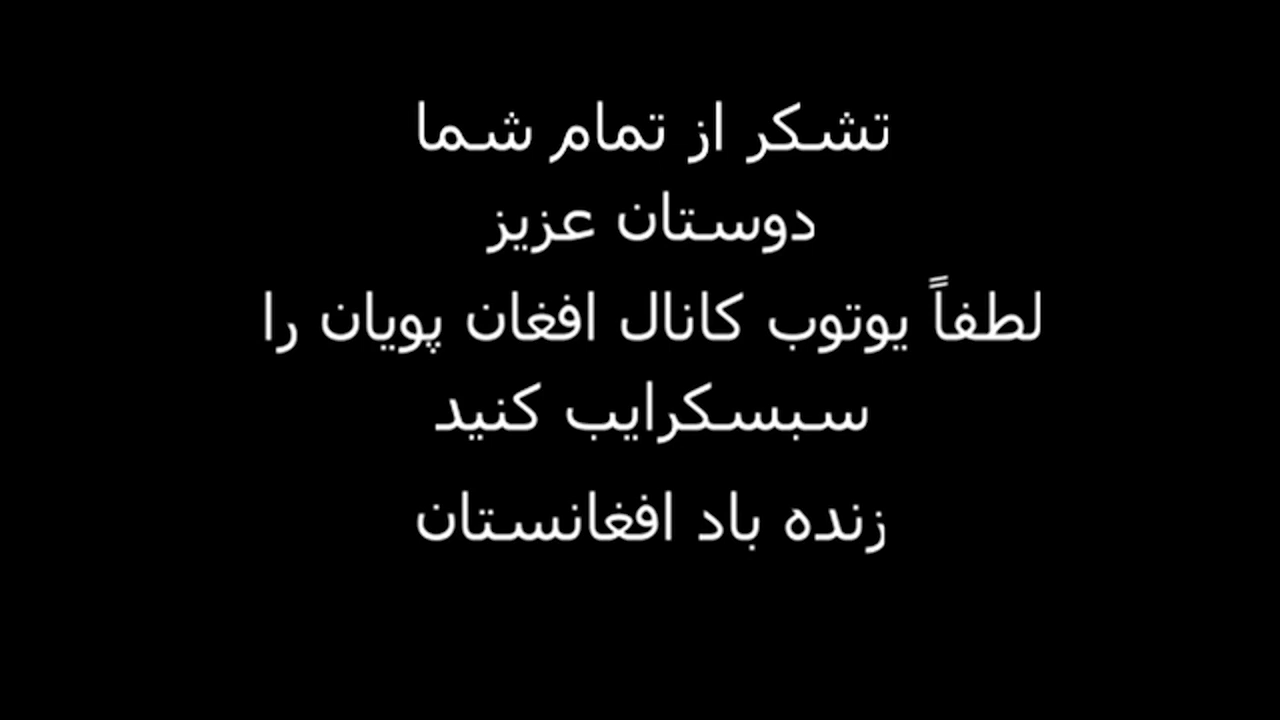 تشکر از تمام شما
دوستان عزیز
لطفاً یوتوب کانال افغان پویان را
سبسکرایب کنید
زنده باد افغانستان